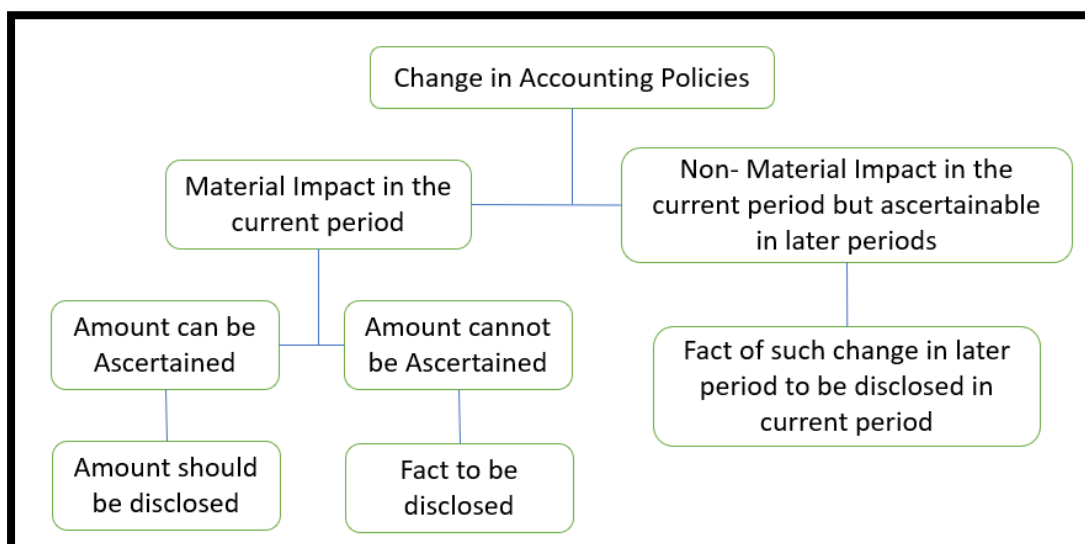 Change in Accounting Policies
Material Impact in the
current period
Non- Material Impact in the
current period but ascertainable
in later periods
Amount can be
Ascertained
Amount cannot
be Ascertained
Fact of such change in later
period to be disclosed in
current period
Amount should
be disclosed
Fact to be
disclosed